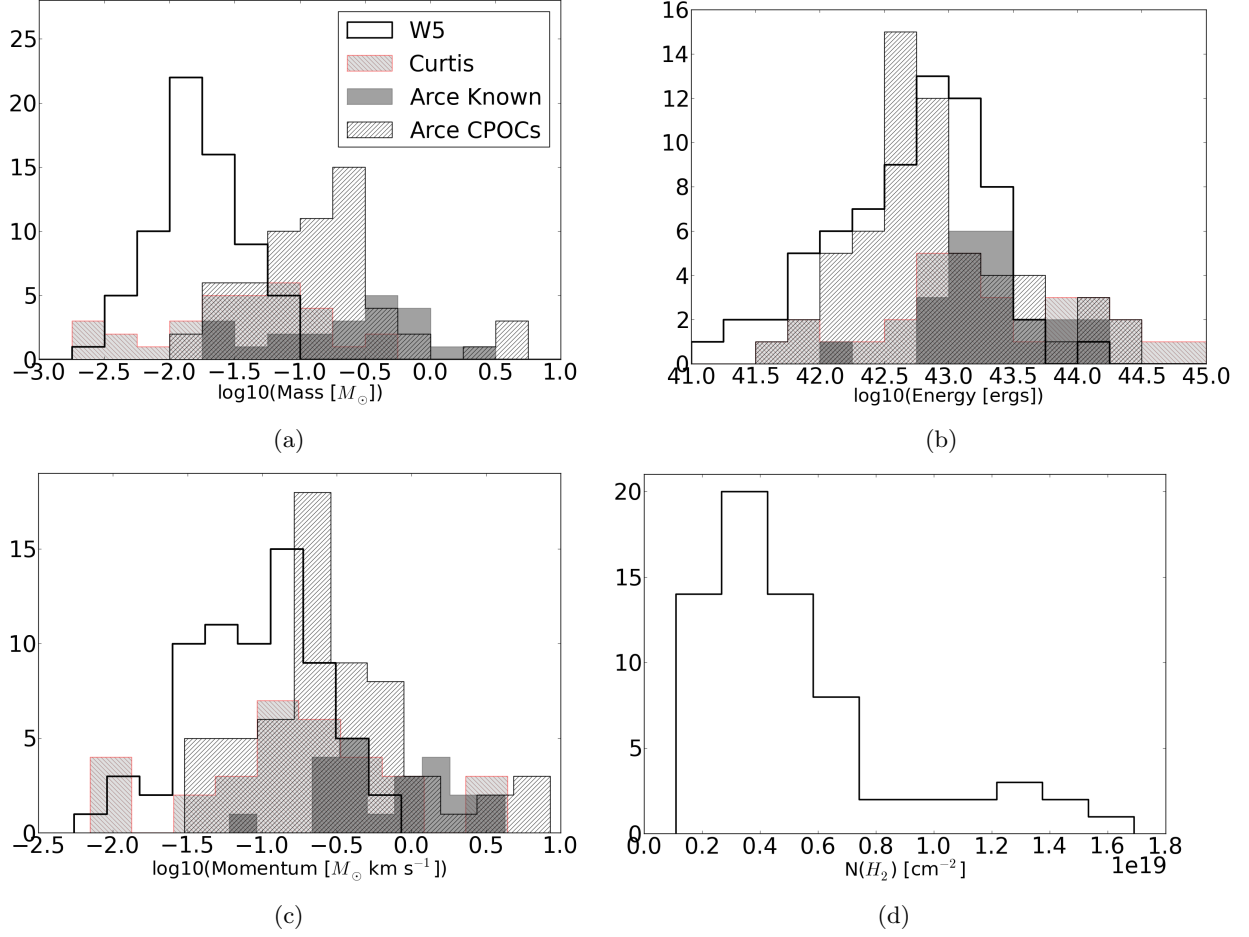 25
20
15
10
5
0
−3.0 −2.5 −2.0 −1.5 −1.0 −0.5 0.0 0.5 1.0
log10(Mass [M⊙])
W5
Curtis
Arce Known
Arce CPOCs
(a)
16
14
12
10
8
6
4
2
0
41.0 41.5 42.0 42.5 43.0 43.5 44.0 44.5 45.0
log10(Energy [ergs])
(b)
15
10
5
0
−2.5 −2.0 −1.5 −1.0 −0.5 0.0 0.5 1.0
log10(Momentum [M⊙ km s⁻¹])
(c)
20
15
10
5
0
0.0 0.2 0.4 0.6 0.8 1.0 1.2 1.4 1.6 1.8
1e19
N(H₂) [cm⁻²]
(d)